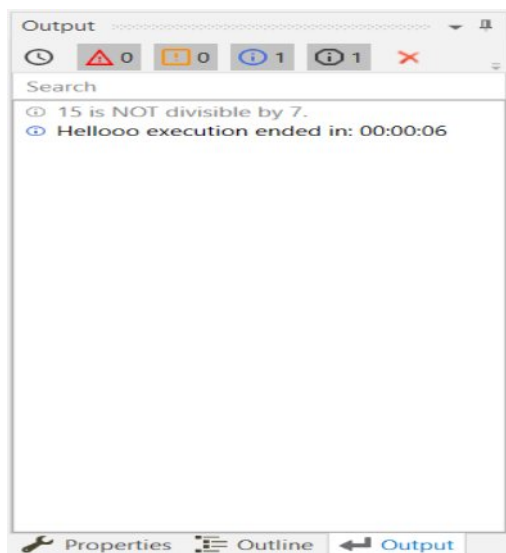 Output
0 0 1 1
Search
15 is NOT divisible by 7.
Hellooo execution ended in: 00:00:06
Properties Outline Output